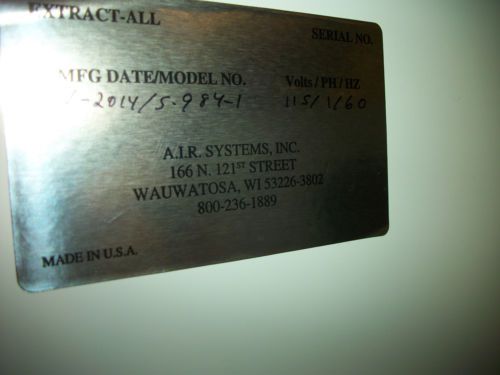 EXTRACT-ALL
SERIAL NO.
MFG DATE/MODEL NO. Volts/PH/HZ
-2014/S-984-1 115/1/60
A.I.R. SYSTEMS, INC.
166 N. 121ST STREET
WAUWATOSA, WI 53226-3802
800-236-1889
MADE IN U.S.A.